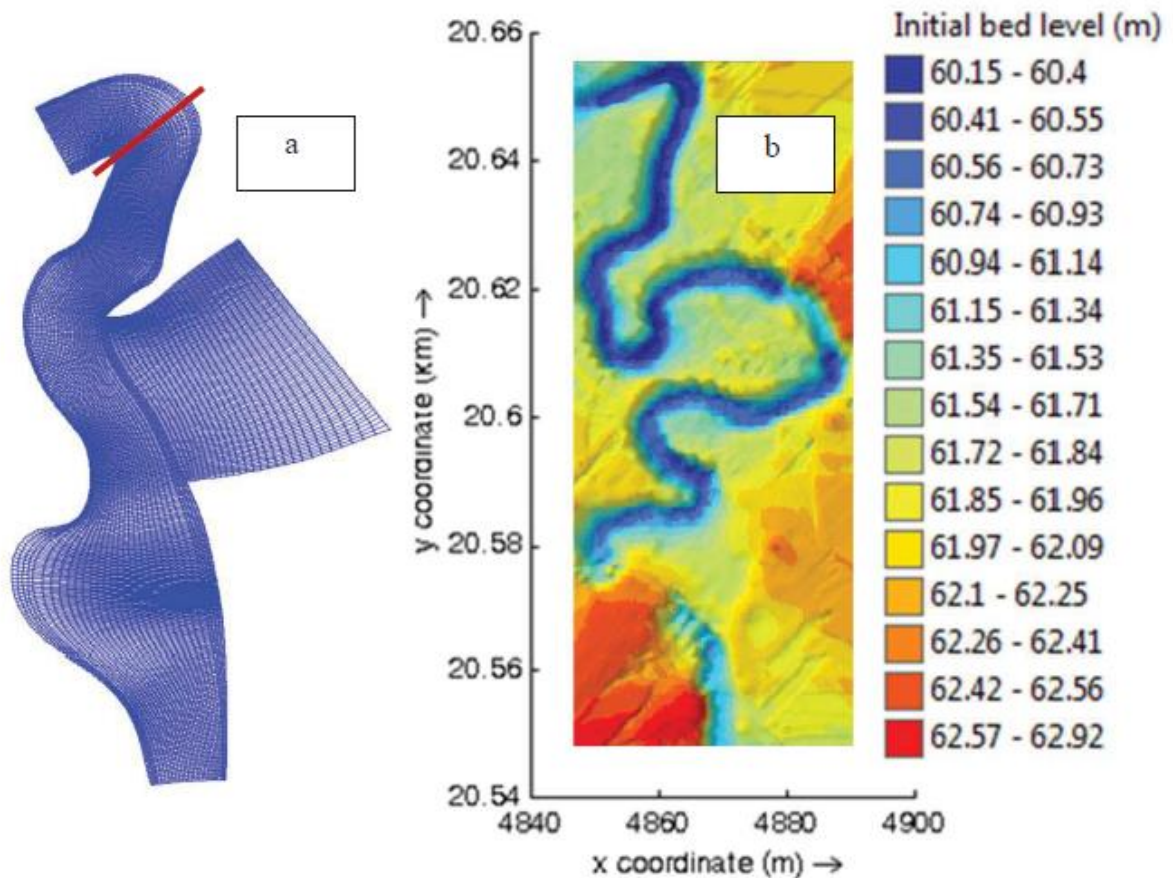 a
b
20.66
20.64
20.62
20.6
20.58
20.56
20.54
y coordinate (km) →
4840
4860
4880
4900
x coordinate (m) →
Initial bed level (m)
60.15 - 60.4
60.41 - 60.55
60.56 - 60.73
60.74 - 60.93
60.94 - 61.14
61.15 - 61.34
61.35 - 61.53
61.54 - 61.71
61.72 - 61.84
61.85 - 61.96
61.97 - 62.09
62.1 - 62.25
62.26 - 62.41
62.42 - 62.56
62.57 - 62.92